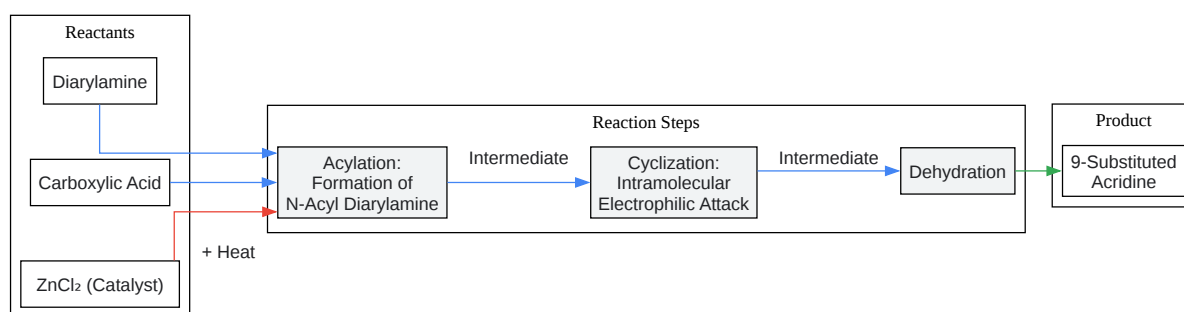 Reactants
Diarylamine
Carboxylic Acid
ZnCl₂ (Catalyst)
+ Heat
Reaction Steps
Acylation:
Formation of
N-Acyl Diarylamine
Intermediate
Cyclization:
Intramolecular
Electrophilic Attack
Intermediate
Dehydration
Product
9-Substituted
Acridine